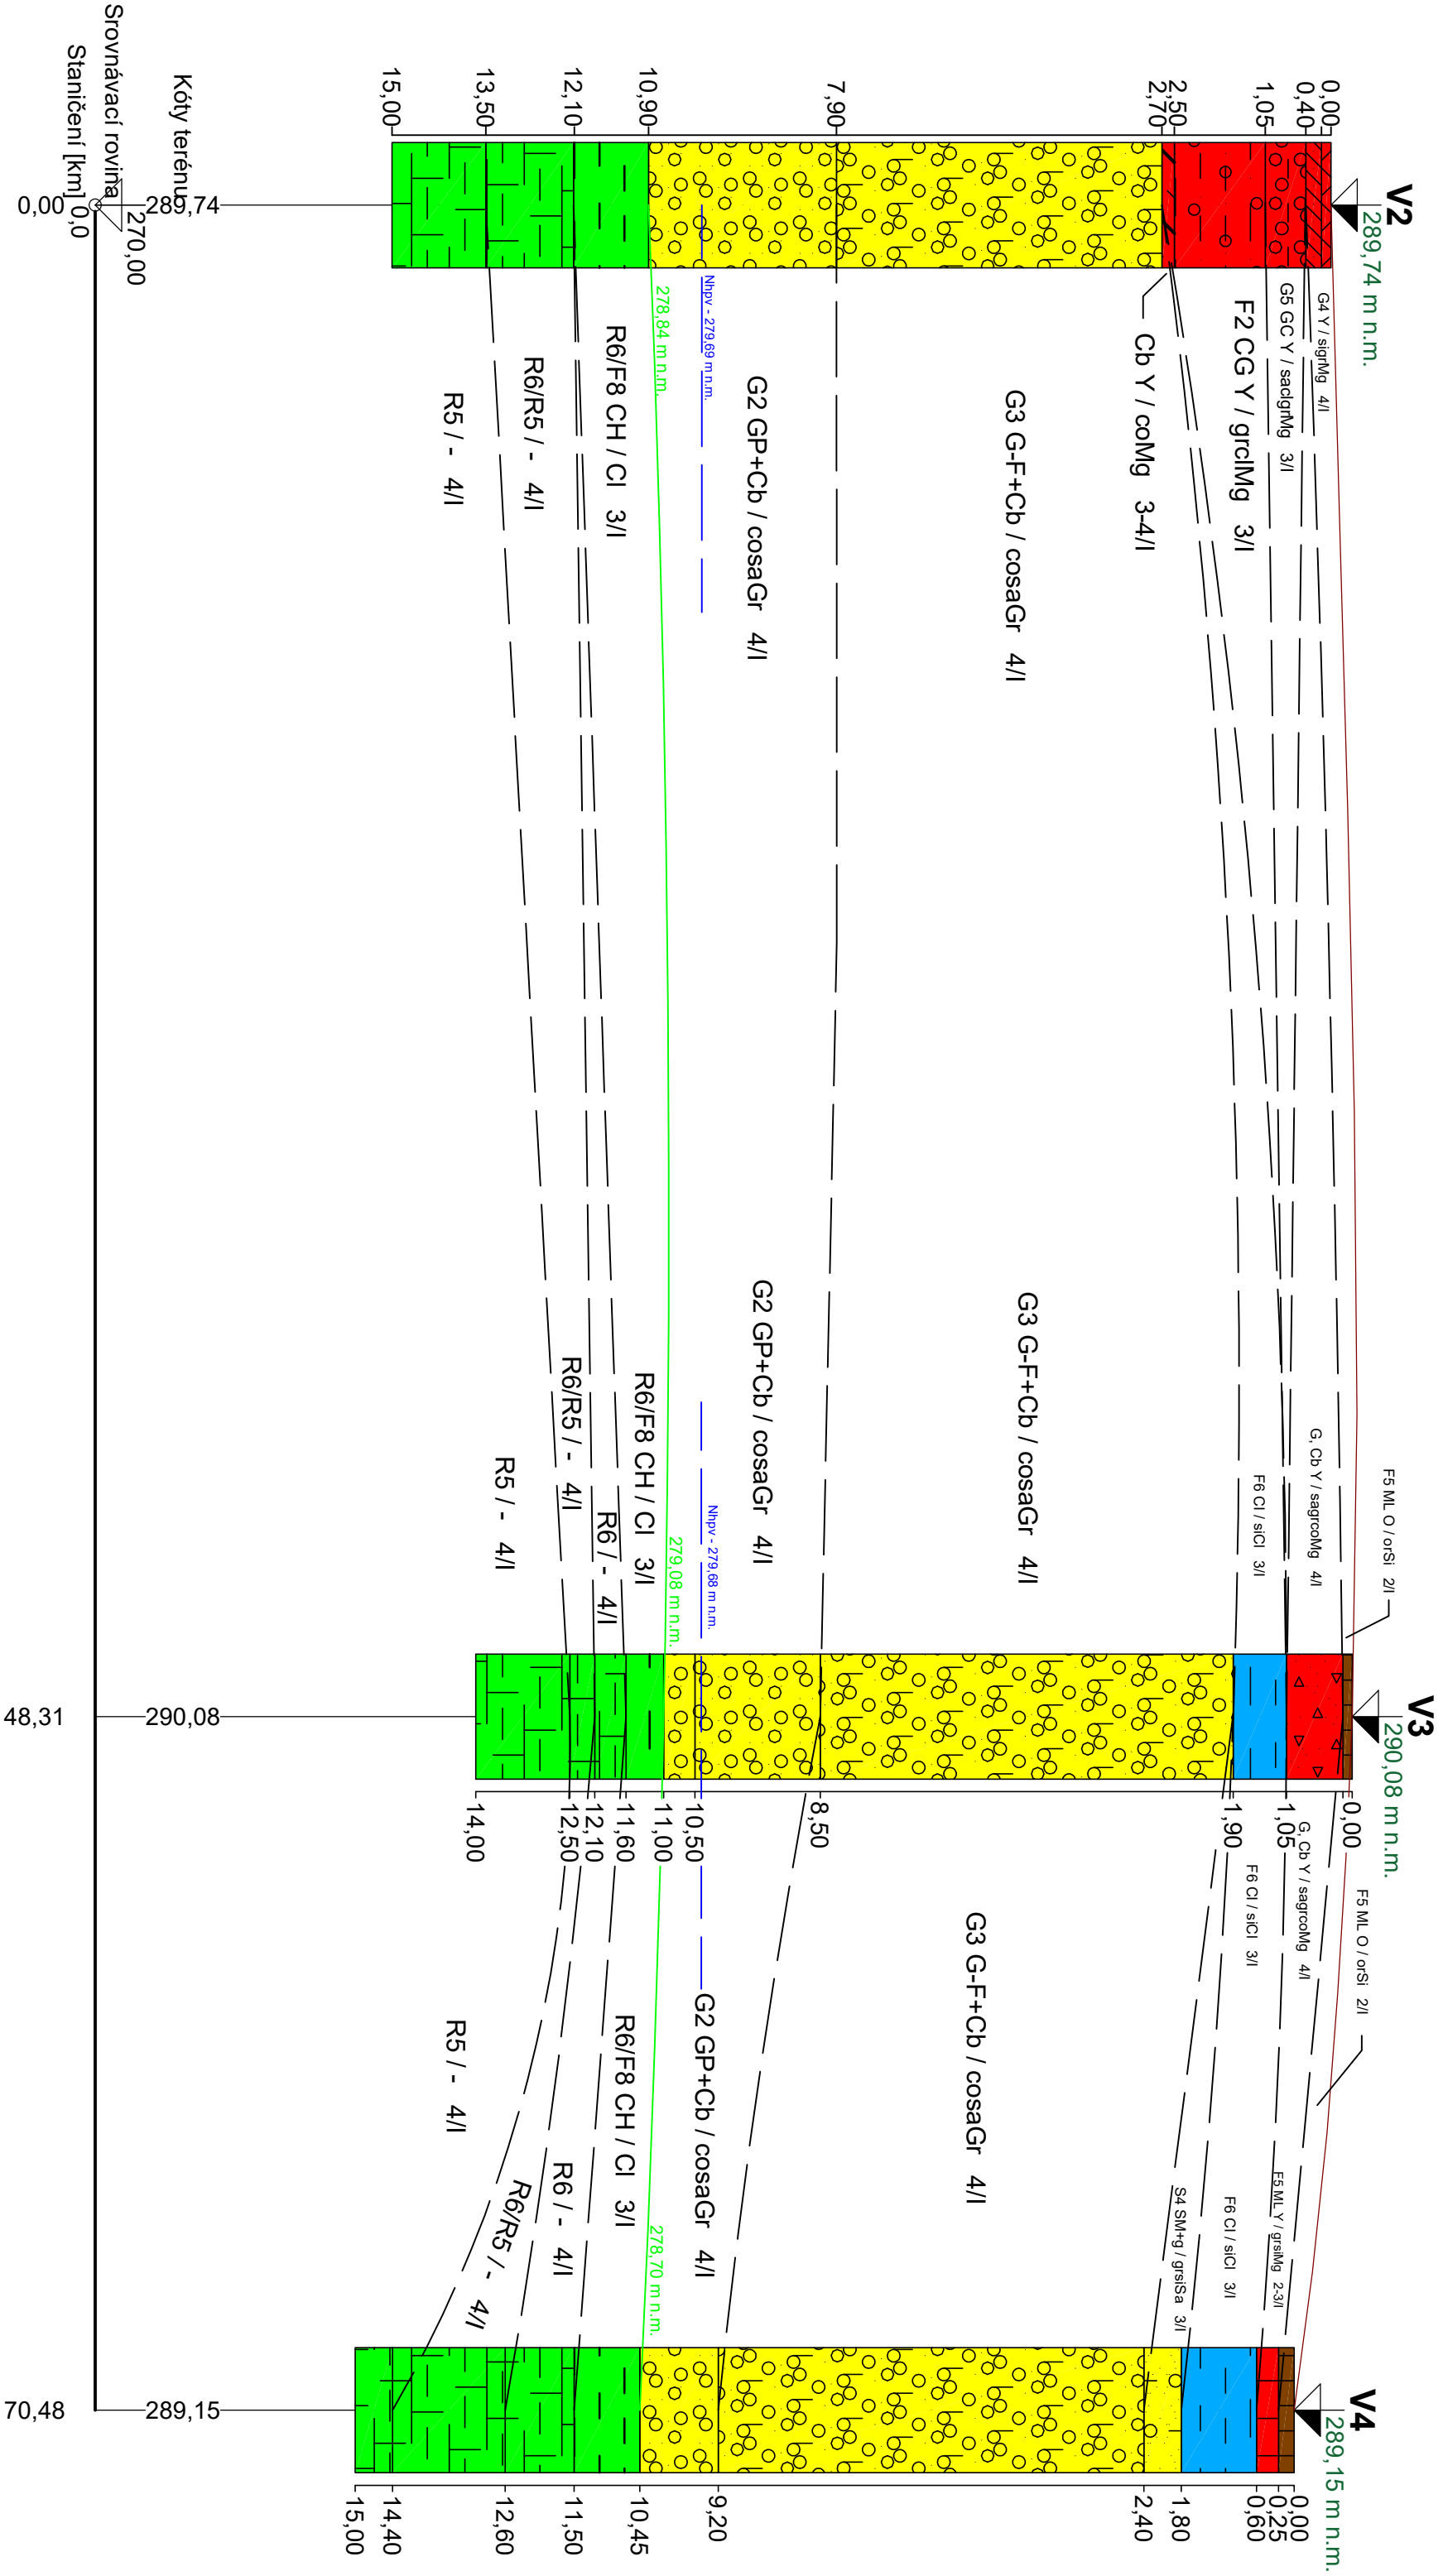 V2
289,74 m n.m.
0,00
0,40
1,05
2,50
2,70
7,90
10,90
12,10
13,50
15,00
G4 Y / sigrMg 4/I
G5 GC Y / saclgrMg 3/I
F2 CG Y / grclMg 3/I
Cb Y / coMg 3-4/I
G3 G-F+Cb / cosaGr 4/I
G2 GP+Cb / cosaGr 4/I
Nhpv - 279,69 m n.m.
278,84 m n.m.
R6/F8 CH / Cl 3/I
R6/R5 / - 4/I
R5 / - 4/I
F5 ML O / orSi 2/I
G, Cb Y / sagrcoMg 4/I
F6 CI / siCl 3/I
G3 G-F+Cb / cosaGr 4/I
G2 GP+Cb / cosaGr 4/I
Nhpv - 279,68 m n.m.
279,08 m n.m.
R6/F8 CH / Cl 3/I
R6 / - 4/I
R6/R5 / - 4/I
R5 / - 4/I
V3
290,08 m n.m.
0,00
1,05
1,90
8,50
10,50
11,00
11,60
12,10
12,50
14,00
F5 ML O / orSi 2/I
G, Cb Y / sagrcoMg 4/I
F6 CI / siCl 3/I
G3 G-F+Cb / cosaGr 4/I
G2 GP+Cb / cosaGr 4/I
R6/F8 CH / Cl 3/I
R5 / - 4/I
F5 ML Y / grsiMg 2-3/I
F6 CI / siCl 3/I
S4 SM+g / grsiSa 3/I
278,70 m n.m.
R6 / - 4/I
R6/R5 / - 4/I
V4
289,15 m n.m.
0,00
0,25
0,60
1,80
2,40
9,20
10,45
11,50
12,60
14,40
15,00
Kóty terénu
289,74
290,08
289,15
Srovnávací rovina
270,00
Staničení [km]
0,0
0,00
48,31
70,48